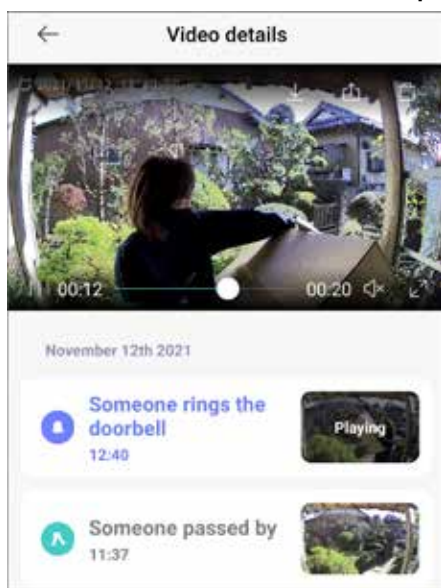 Video details
00:12
00:20
November 12th 2021
Someone rings the
doorbell
12:40
Playing
Someone passed by
11:37